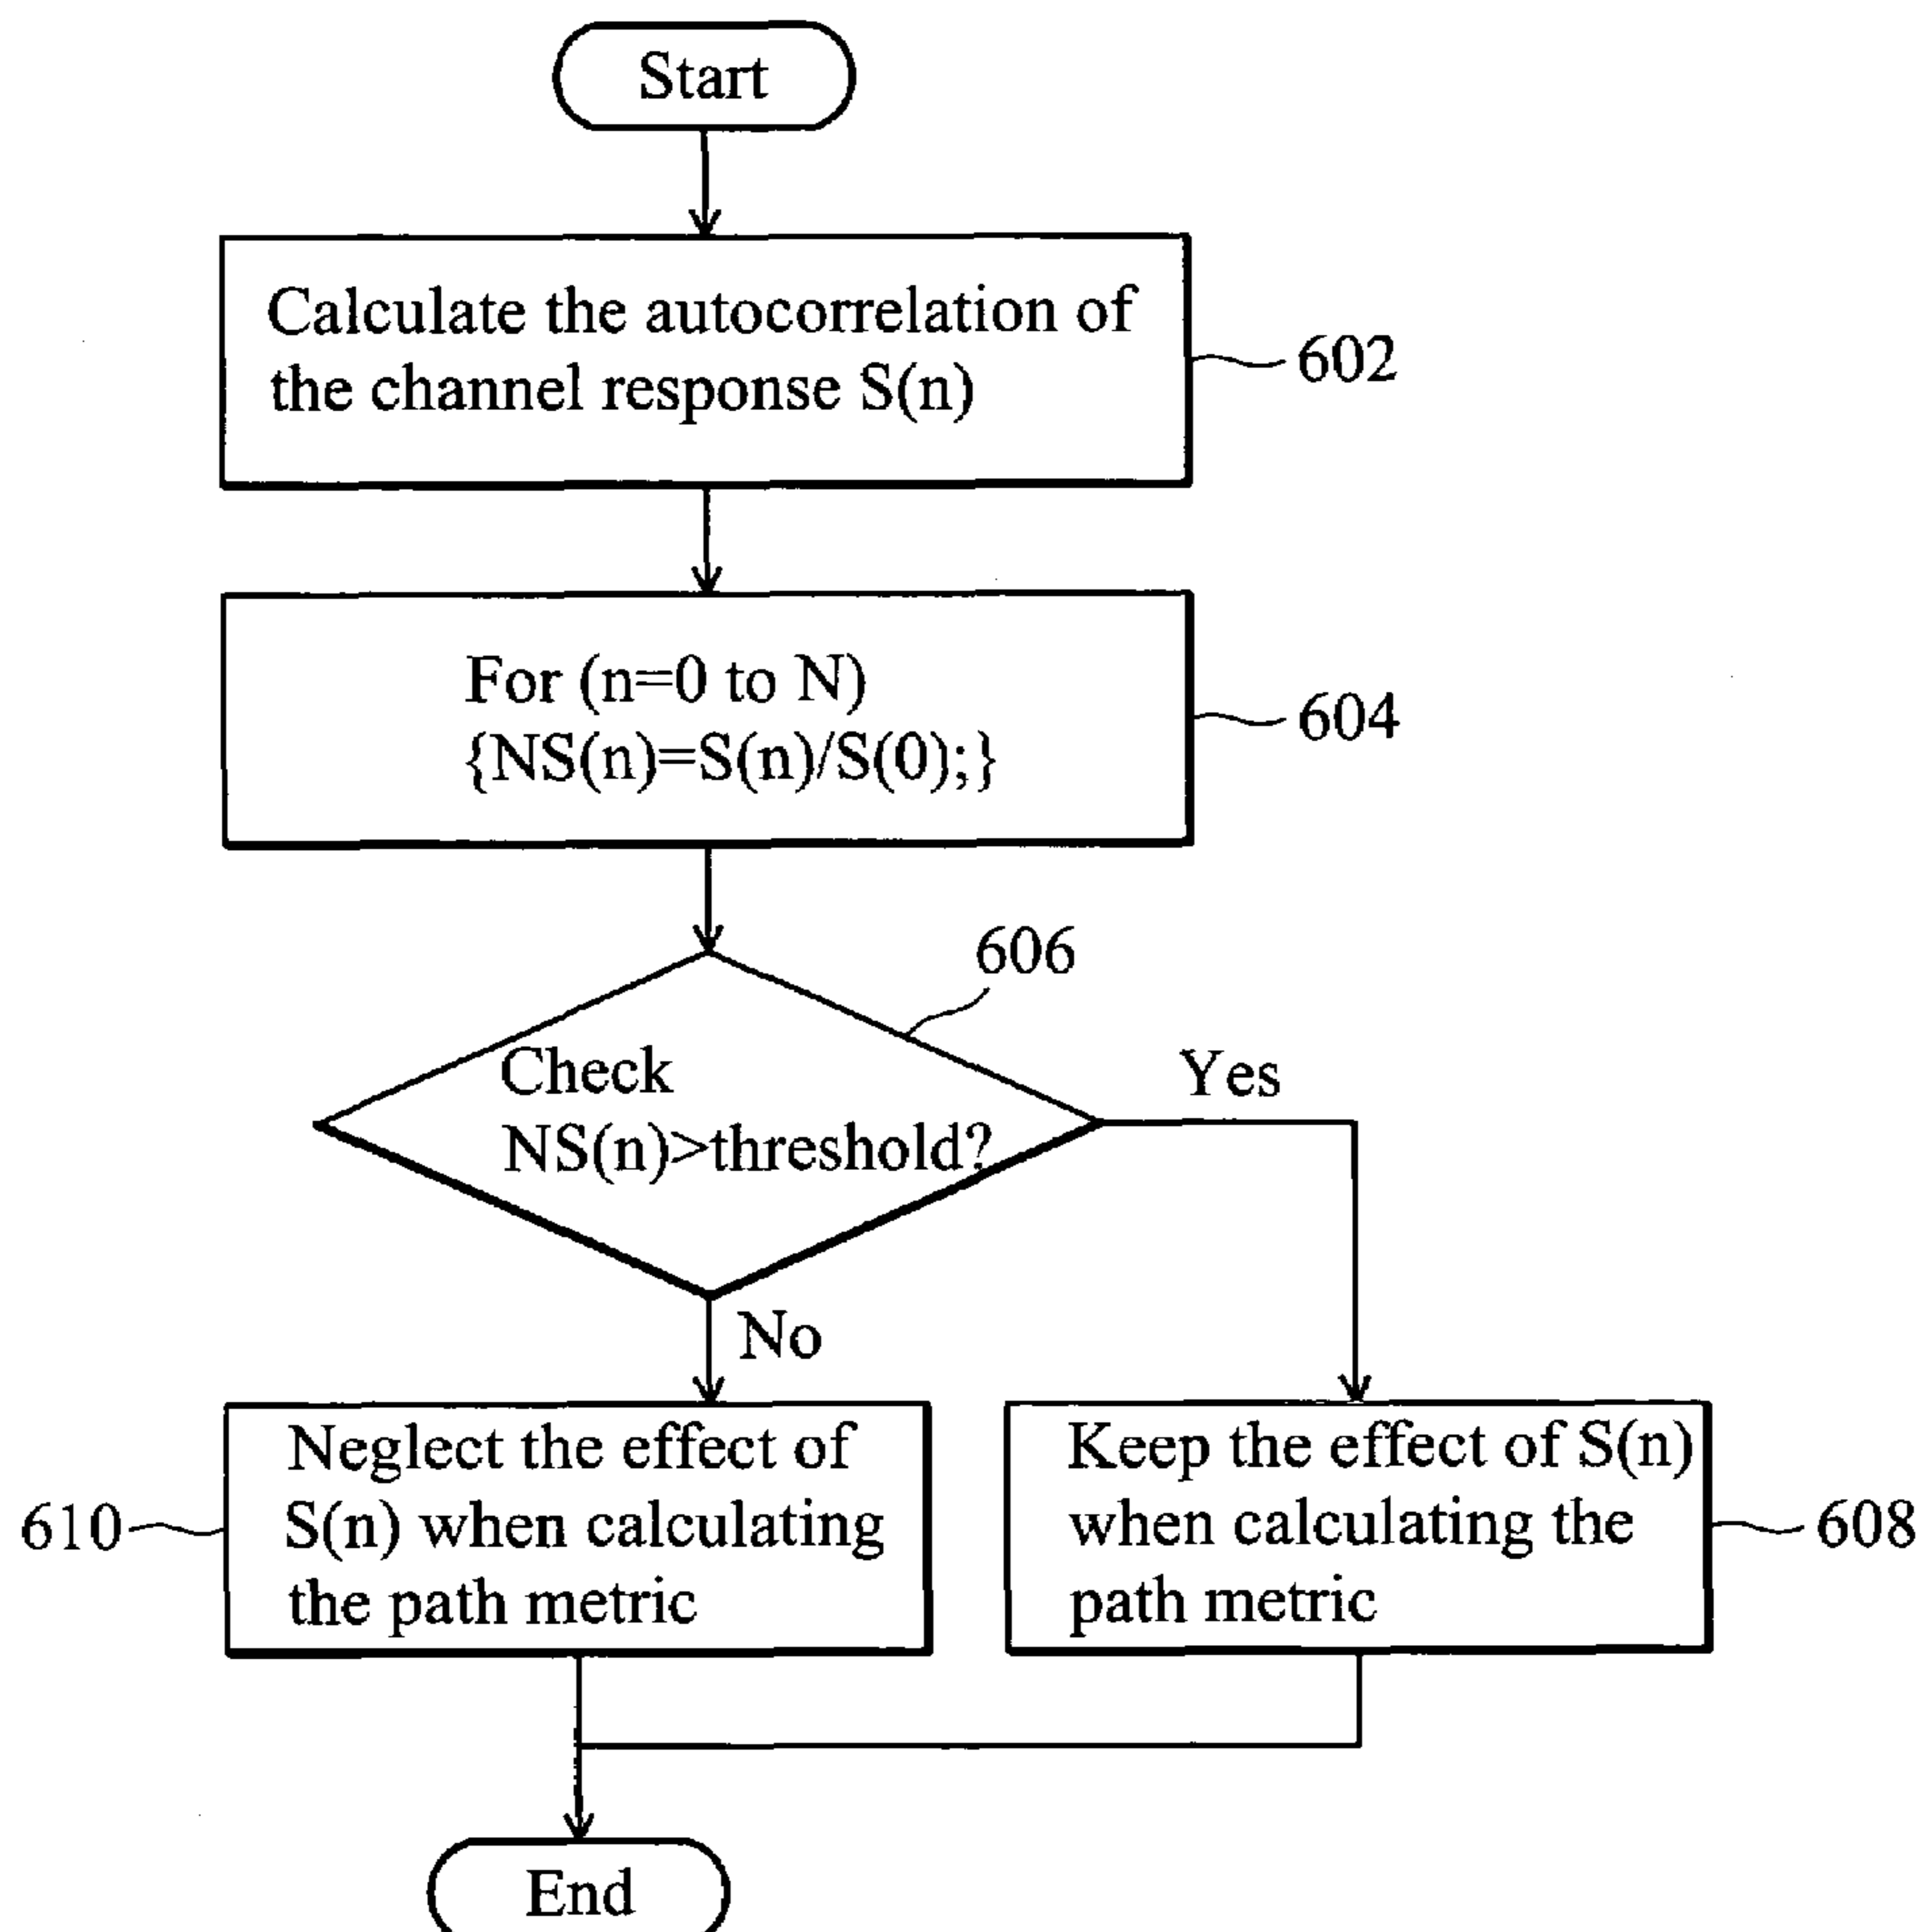 Start
Calculate the autocorrelation of
the channel response S(n)
602
For (n=0 to N)
{NS(n)=S(n)/S(0);}
604
606
Check
NS(n)>threshold?
Yes
No
Neglect the effect of
S(n) when calculating
the path metric
610
Keep the effect of S(n)
when calculating the
path metric
608
End